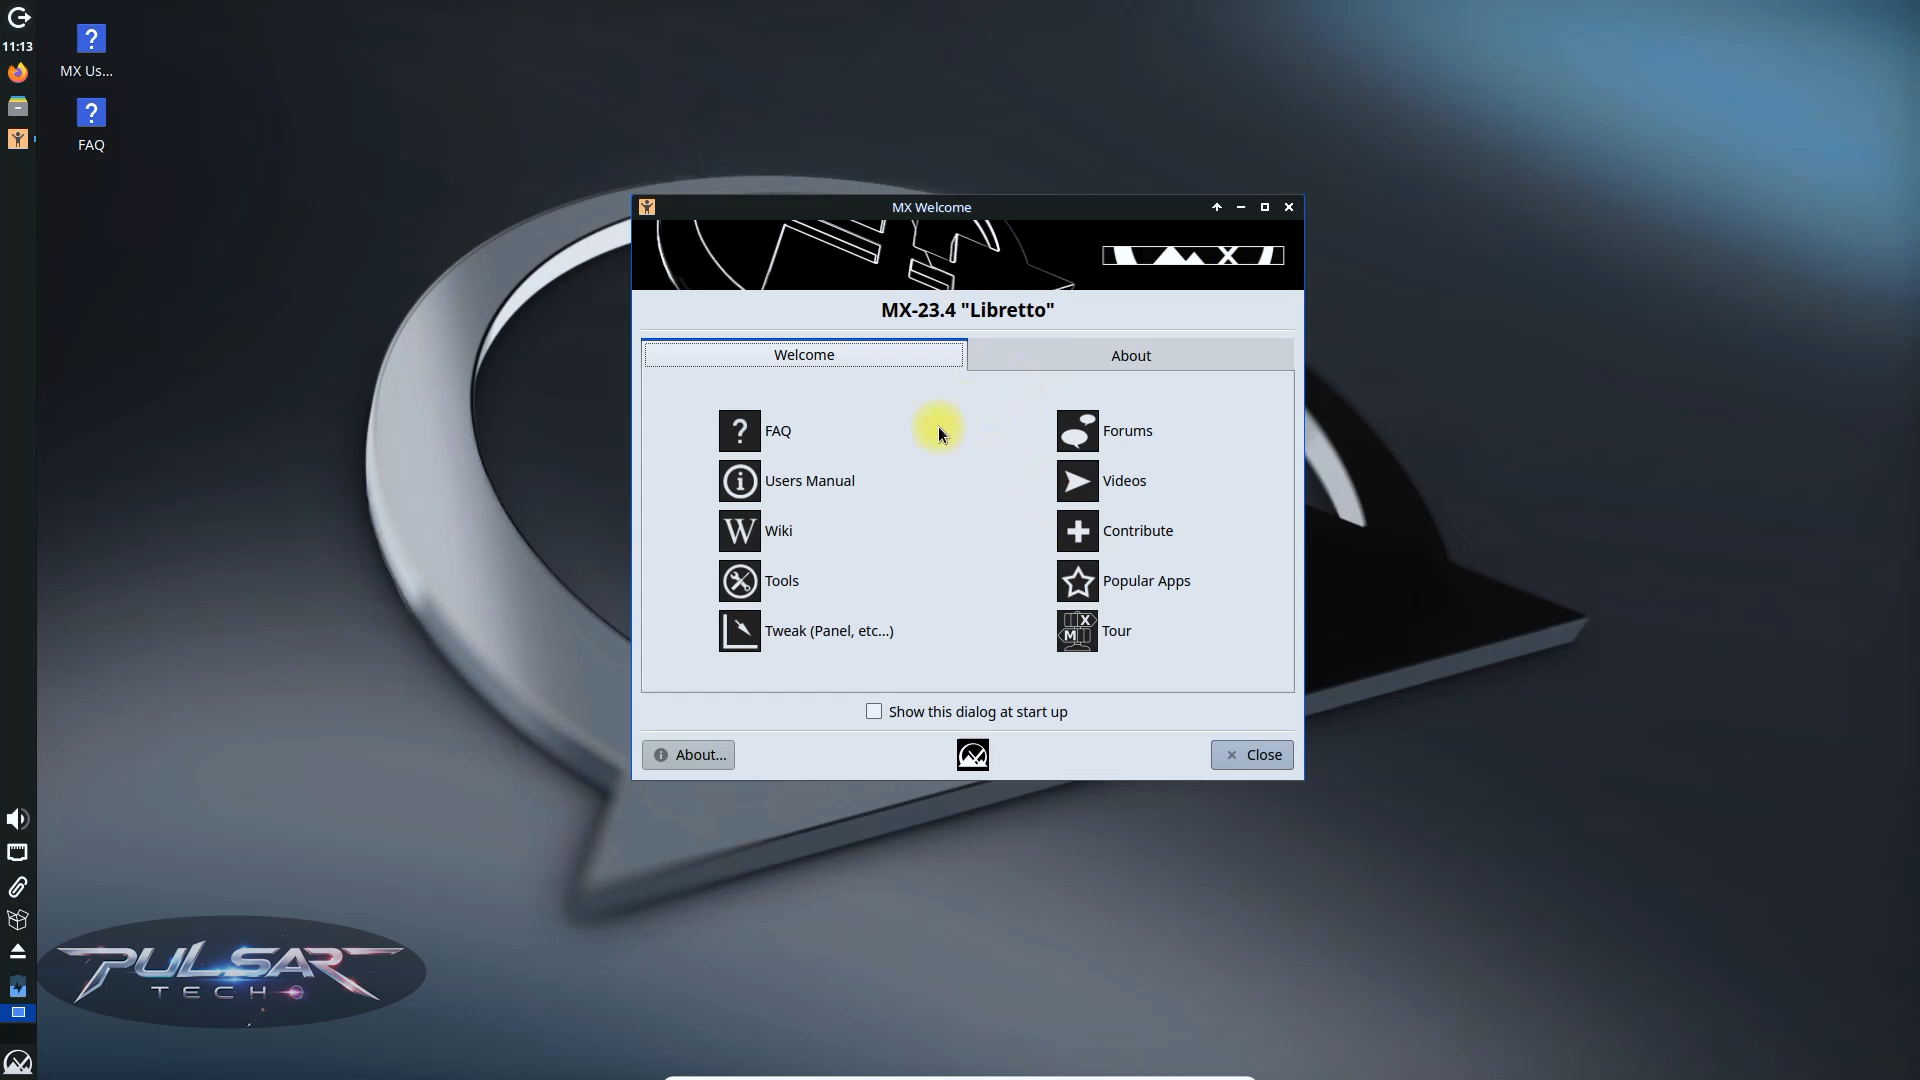 11:13
MX Us...
FAQ
MX Welcome
MX
MX-23.4 "Libretto"
Welcome
About
FAQ
Forums
Users Manual
Videos
Wiki
Contribute
Tools
Popular Apps
Tweak (Panel, etc...)
Tour
Show this dialog at start up
About...
Close
PULSAR
TECH